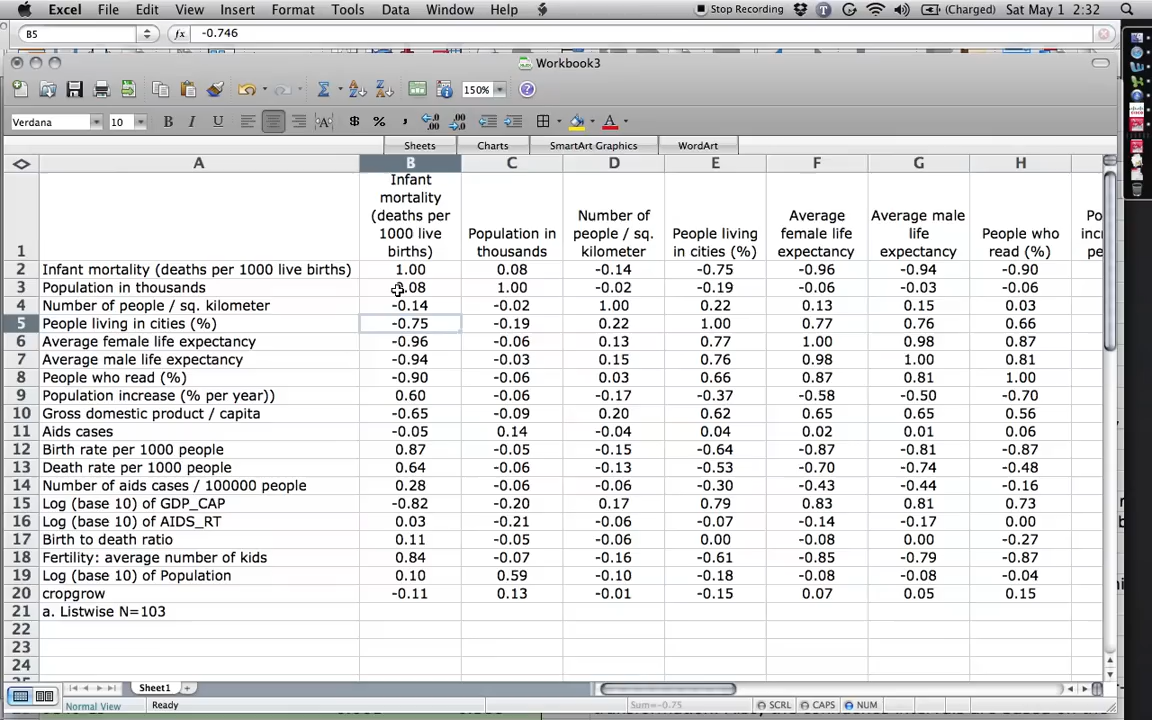 Excel File Edit View Insert Format Tools Data Window Help Stop Recording T (Charged) Sat May 1 2:32
B5 fx -0.746
Workbook3
150% ?
Verdana 10 B I U A $ % , A
Sheets Charts SmartArt Graphics WordArt
A B C D E F G H
1 Infant mortality (deaths per 1000 live births) Population in thousands Number of people / sq. kilometer People living in cities (%) Average female life expectancy Average male life expectancy People who read (%)
2 Infant mortality (deaths per 1000 live births) 1.00 0.08 -0.14 -0.75 -0.96 -0.94 -0.90
3 Population in thousands 0.08 1.00 -0.02 -0.19 -0.06 -0.03 -0.06
4 Number of people / sq. kilometer -0.14 -0.02 1.00 0.22 0.13 0.15 0.03
5 People living in cities (%) -0.75 -0.19 0.22 1.00 0.77 0.76 0.66
6 Average female life expectancy -0.96 -0.06 0.13 0.77 1.00 0.98 0.87
7 Average male life expectancy -0.94 -0.03 0.15 0.76 0.98 1.00 0.81
8 People who read (%) -0.90 -0.06 0.03 0.66 0.87 0.81 1.00
9 Population increase (% per year)) 0.60 -0.06 -0.17 -0.37 -0.58 -0.50 -0.70
10 Gross domestic product / capita -0.65 -0.09 0.20 0.62 0.65 0.65 0.56
11 Aids cases -0.05 0.14 -0.04 0.04 0.02 0.01 0.06
12 Birth rate per 1000 people 0.87 -0.05 -0.15 -0.64 -0.87 -0.81 -0.87
13 Death rate per 1000 people 0.64 -0.06 -0.13 -0.53 -0.70 -0.74 -0.48
14 Number of aids cases / 100000 people 0.28 -0.06 -0.06 -0.30 -0.43 -0.44 -0.16
15 Log (base 10) of GDP_CAP -0.82 -0.20 0.17 0.79 0.83 0.81 0.73
16 Log (base 10) of AIDS_RT 0.03 -0.21 -0.06 -0.07 -0.14 -0.17 0.00
17 Birth to death ratio 0.11 -0.05 -0.06 0.00 -0.08 0.00 -0.27
18 Fertility: average number of kids 0.84 -0.07 -0.16 -0.61 -0.85 -0.79 -0.87
19 Log (base 10) of Population 0.10 0.59 -0.10 -0.18 -0.08 -0.08 -0.04
20 cropgrow -0.11 0.13 -0.01 -0.15 0.07 0.05 0.15
21 a. Listwise N=103
22
23
24
Sheet1
Normal View Ready Sum=-0.75 SCRL CAPS NUM